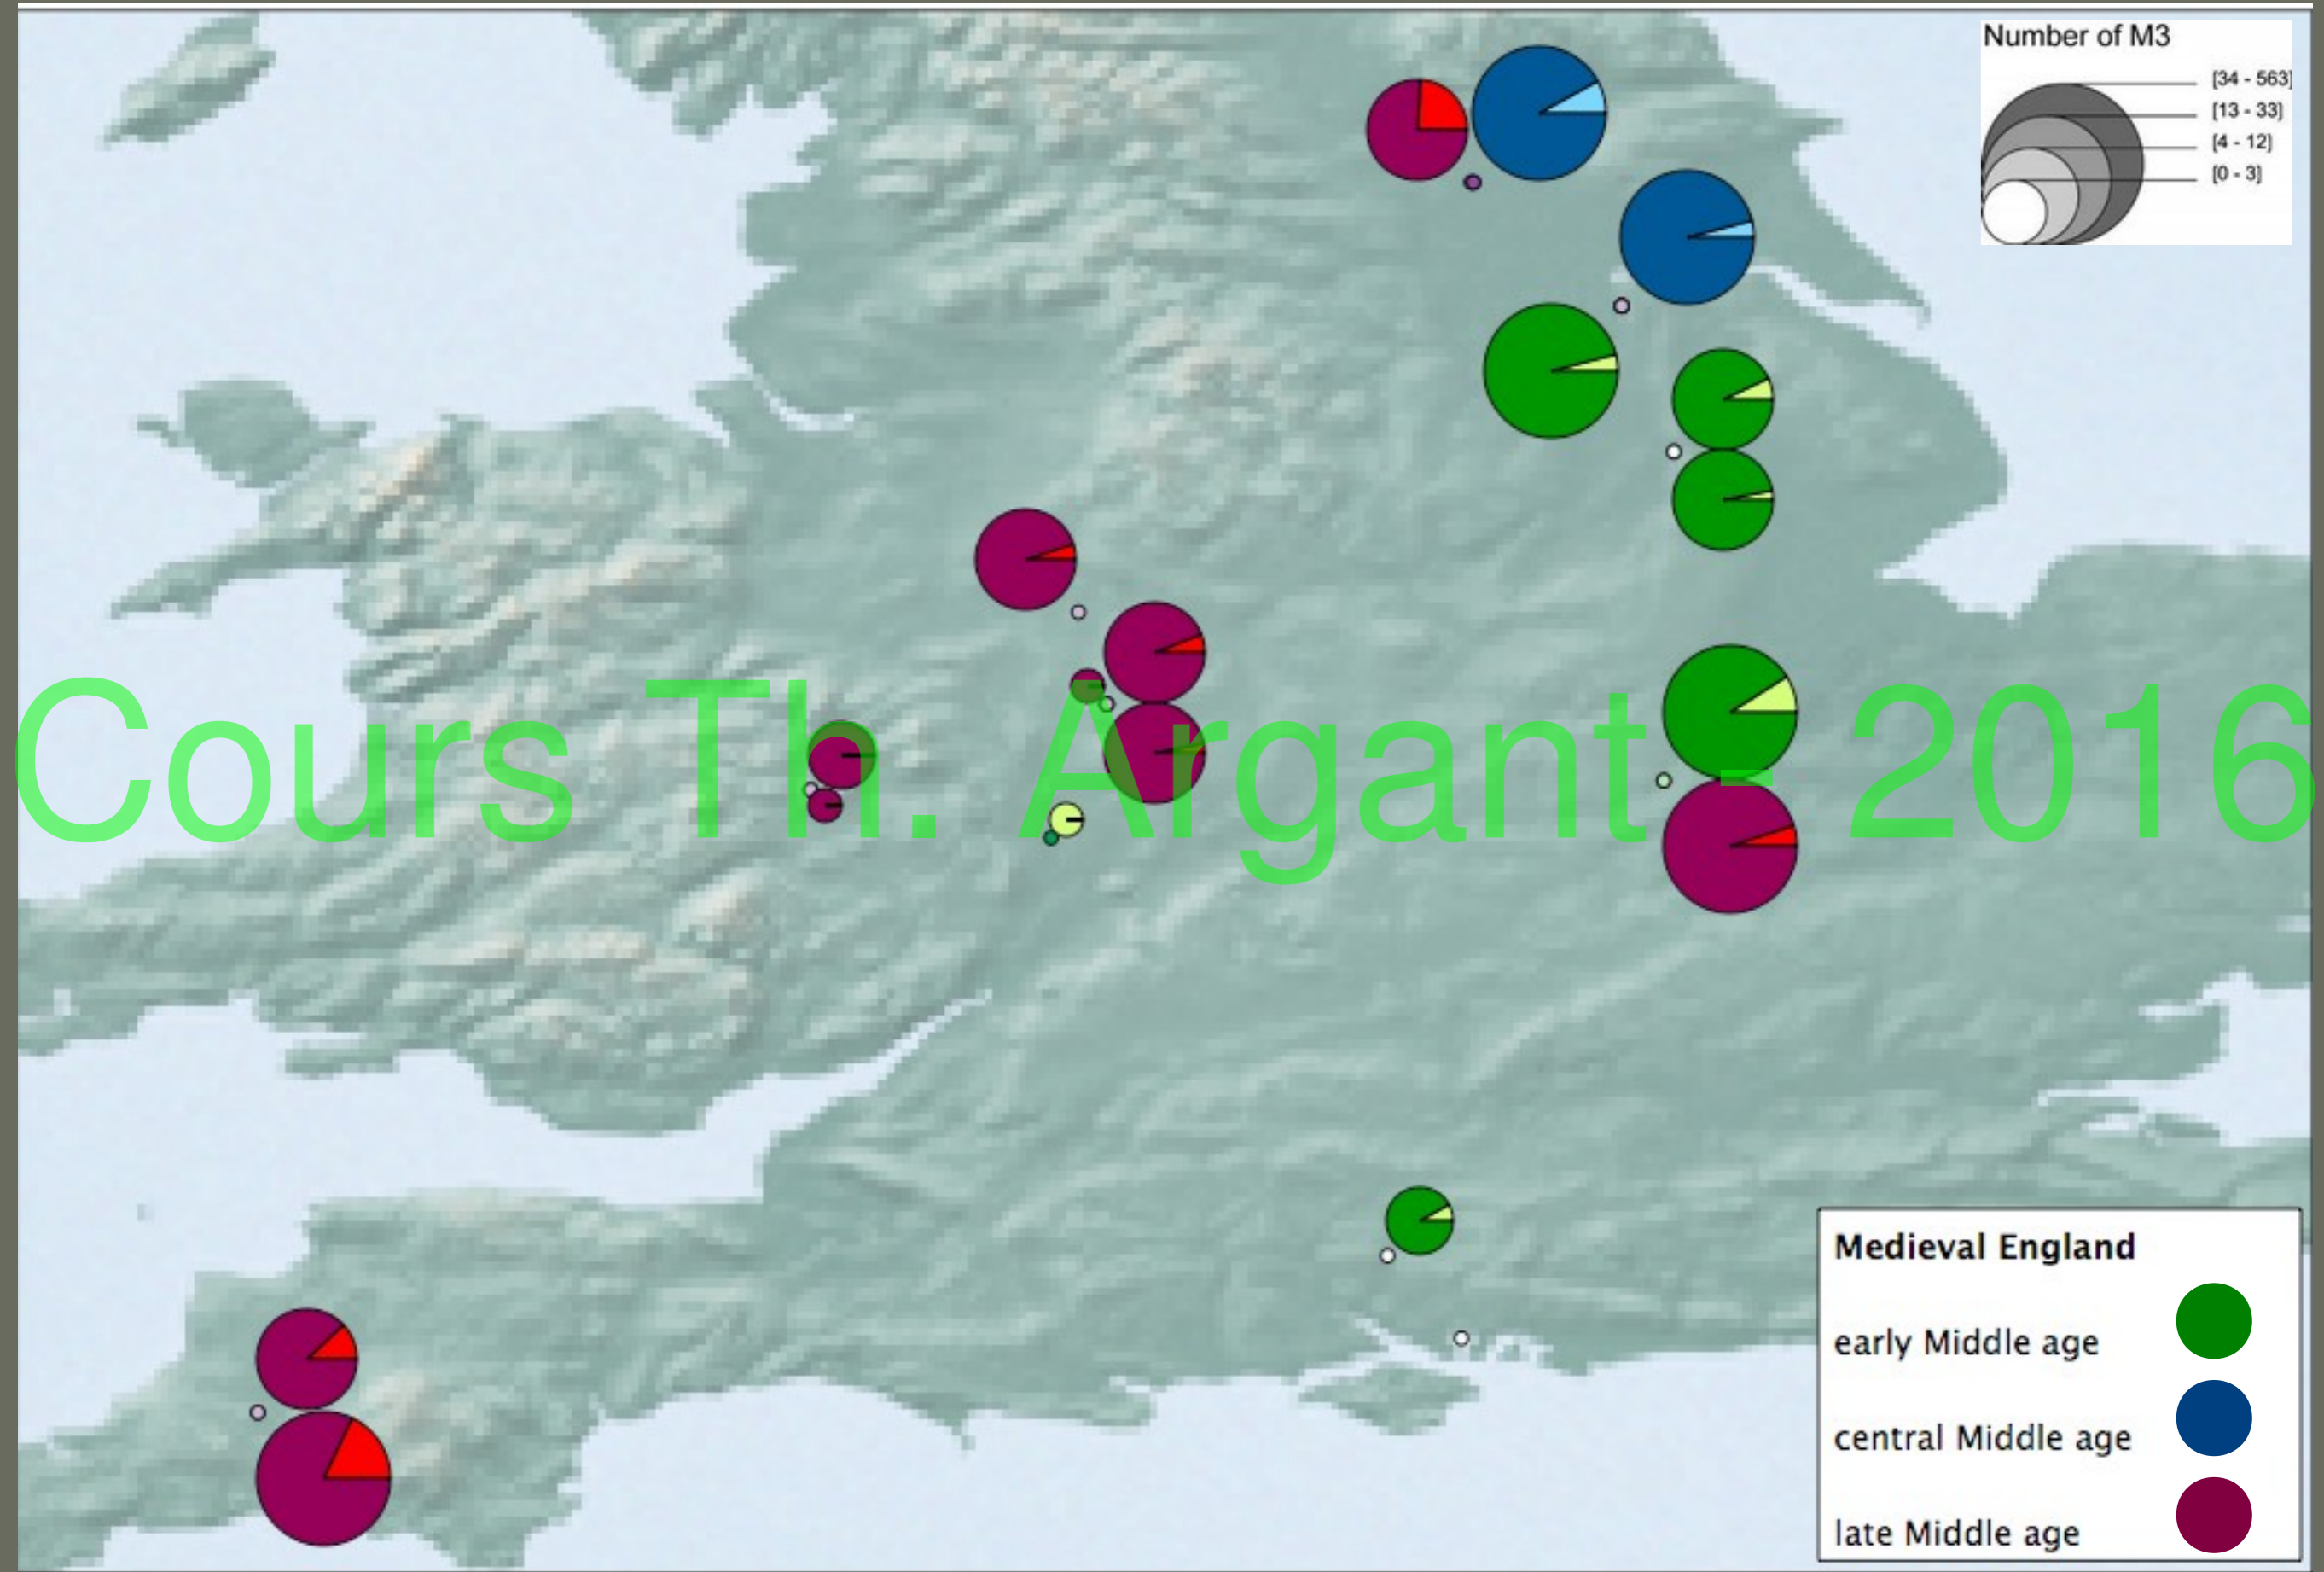 Number of M3
[34 - 563]
[13 - 33]
[4 - 12]
[0 - 3]
Cours Th. Argant - 2016
Medieval England
early Middle age
central Middle age
late Middle age